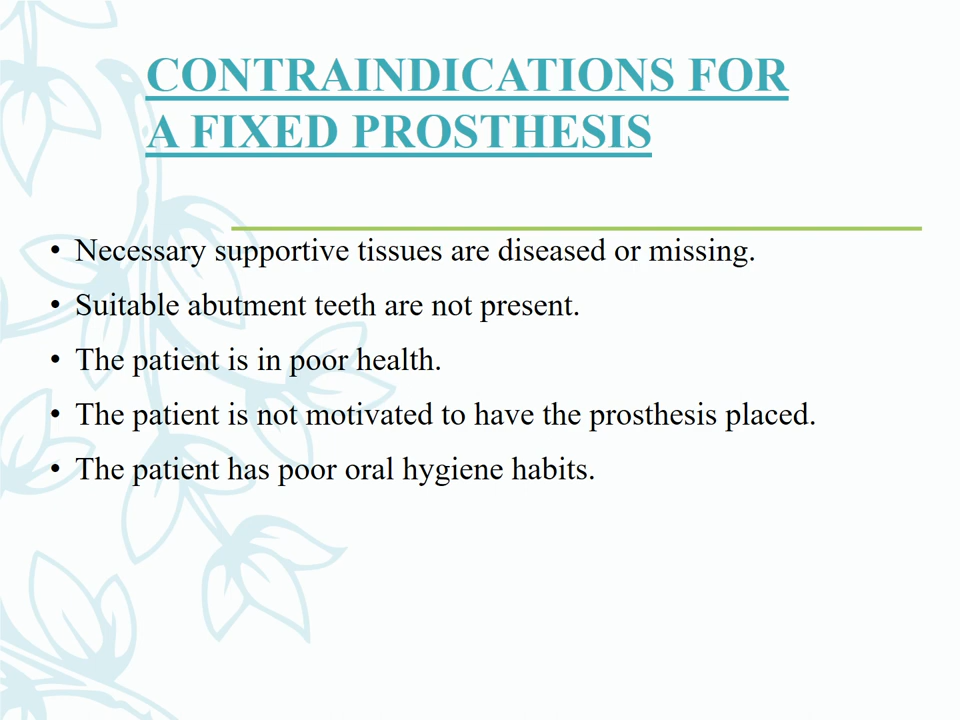 CONTRAINDICATIONS FOR
A FIXED PROSTHESIS
• Necessary supportive tissues are diseased or missing.
• Suitable abutment teeth are not present.
• The patient is in poor health.
• The patient is not motivated to have the prosthesis placed.
• The patient has poor oral hygiene habits.